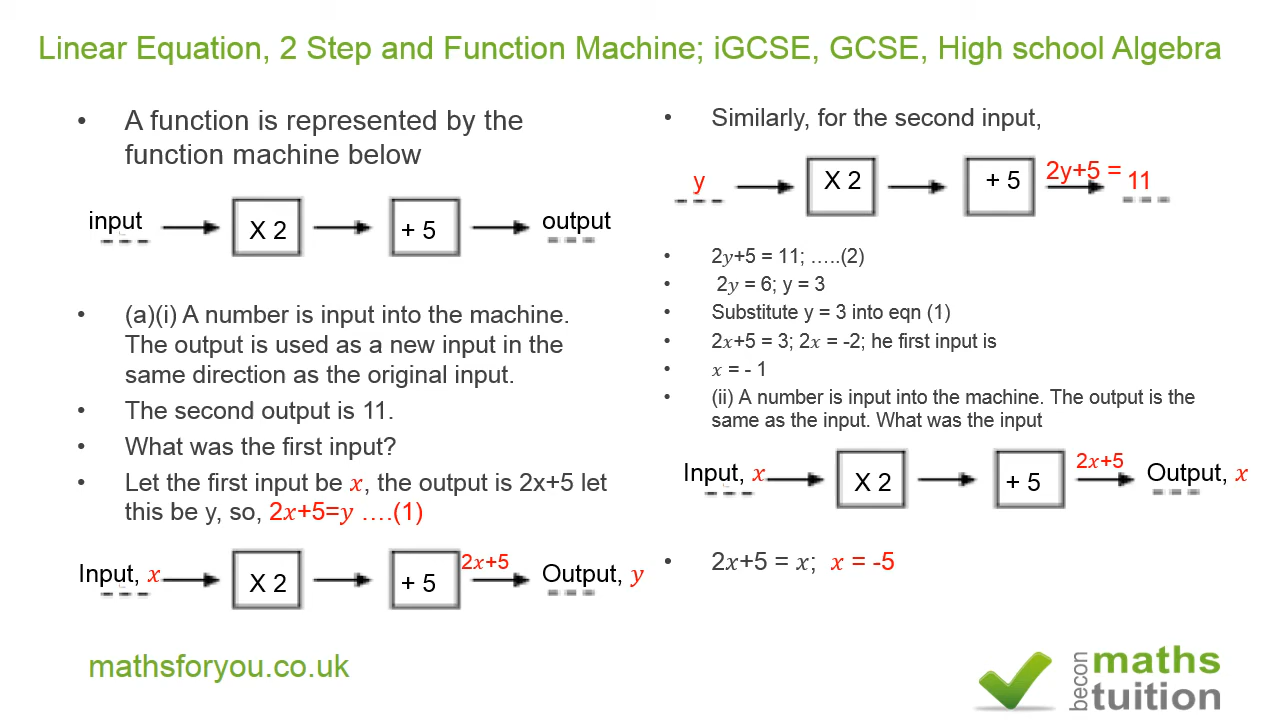 Linear Equation, 2 Step and Function Machine; iGCSE, GCSE, High school Algebra
• A function is represented by the
function machine below
input X 2 + 5 output
• (a)(i) A number is input into the machine.
The output is used as a new input in the
same direction as the original input.
• The second output is 11.
• What was the first input?
• Let the first input be x, the output is 2x+5 let
this be y, so, 2x+5=y ….(1)
Input, x X 2 + 5 2x+5 Output, y
• Similarly, for the second input,
y X 2 + 5 2y+5 = 11
• 2y+5 = 11; …..(2)
• 2y = 6; y = 3
• Substitute y = 3 into eqn (1)
• 2x+5 = 3; 2x = -2; he first input is
• x = - 1
• (ii) A number is input into the machine. The output is the
same as the input. What was the input
Input, x X 2 + 5 2x+5 Output, x
• 2x+5 = x; x = -5
mathsforyou.co.uk
becon
maths
tuition